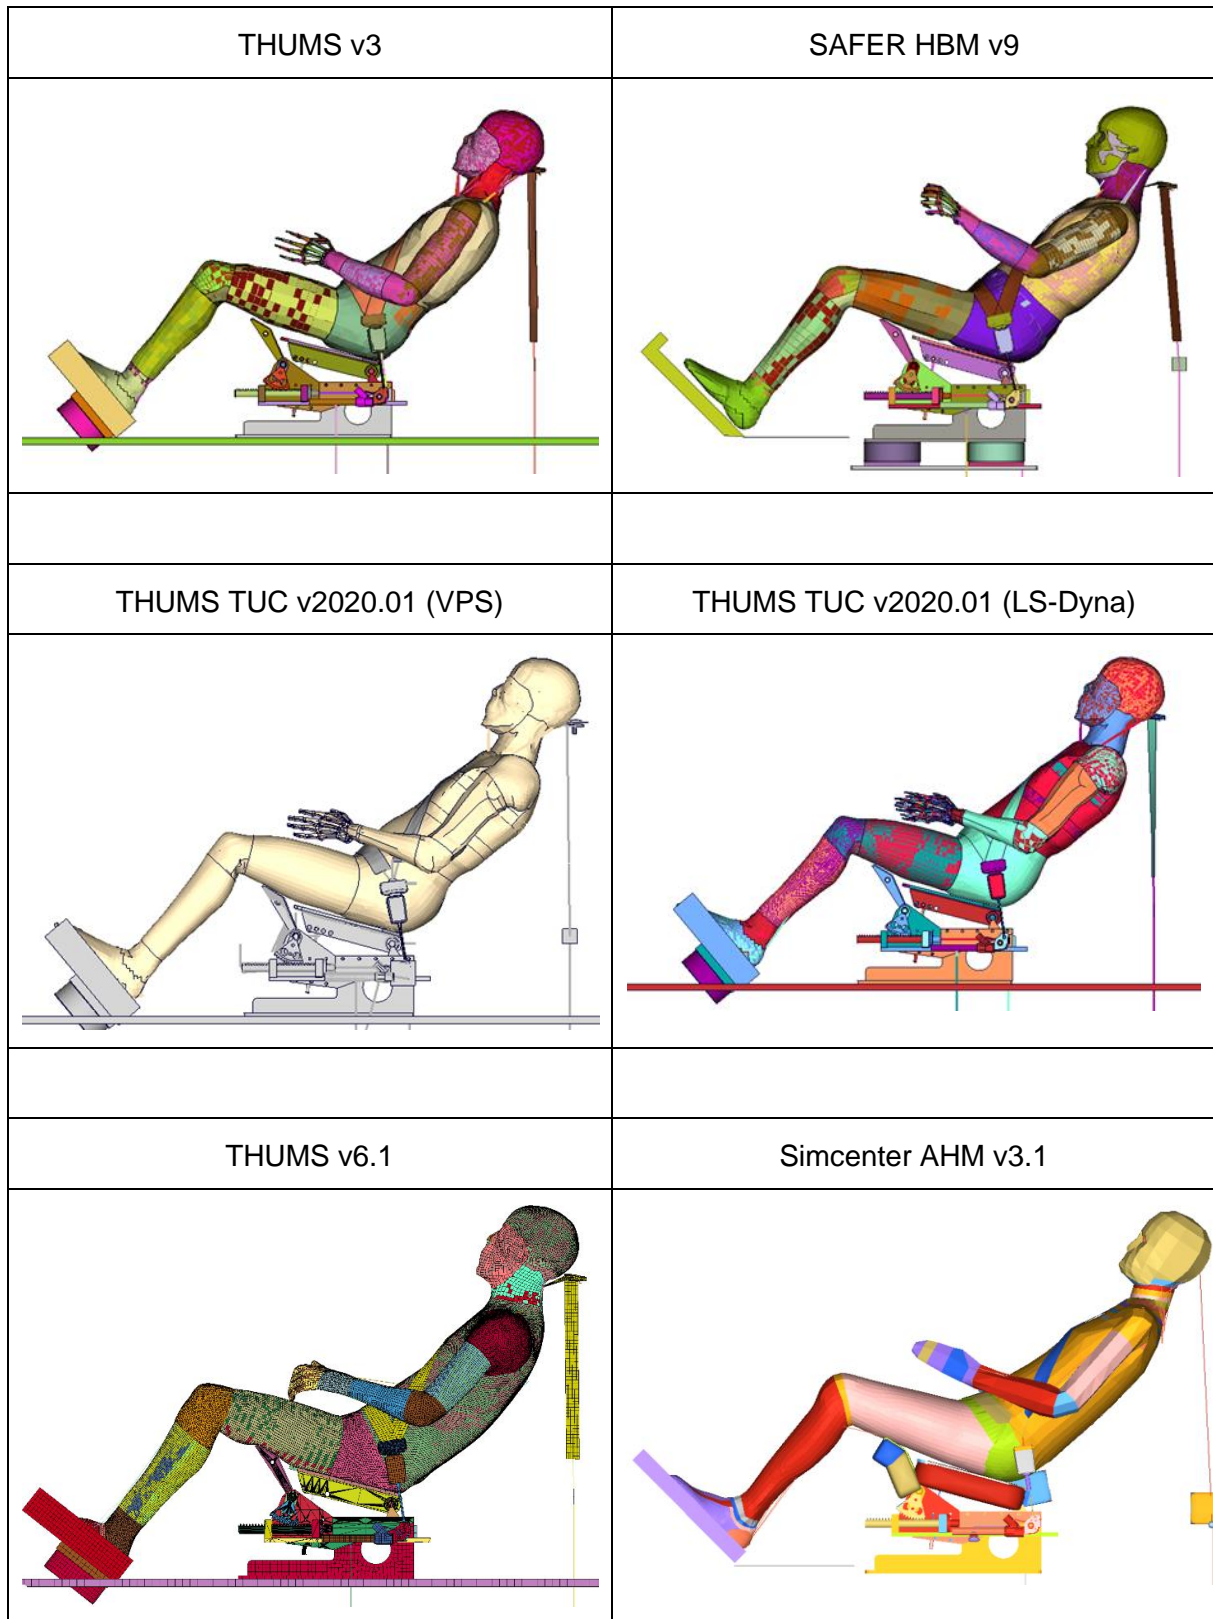 THUMS v3
SAFER HBM v9
THUMS TUC v2020.01 (VPS)
THUMS TUC v2020.01 (LS-Dyna)
THUMS v6.1
Simcenter AHM v3.1